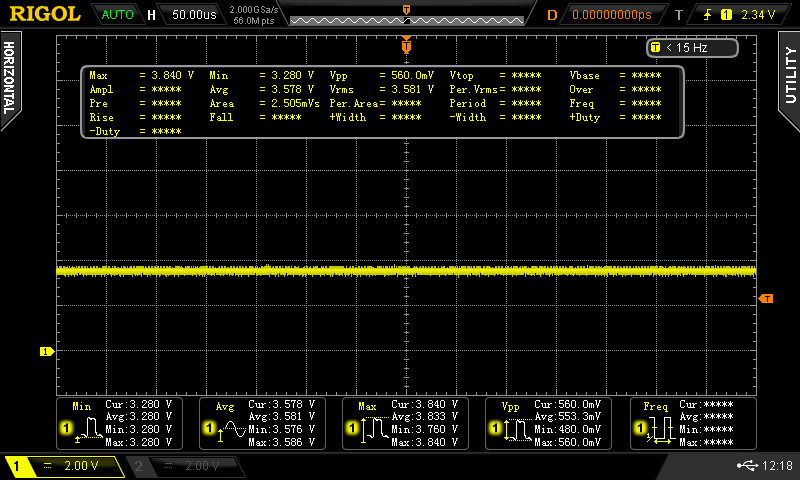 RIGOL AUTO H 50.00us 2.000GSa/s 56.0M pts D 0.00000000ps T 1 2.34 V
HORIZONTAL
UTILITY
T
T < 15 Hz
Max = 3.840 V Min = 3.280 V Vpp = 560.0mV Vtop = ***** Vbase = *****
Ampl = ***** Avg = 3.578 V Vrms = 3.581 V Per.Vrms= ***** Over = *****
Pre = ***** Area = 2.505mVs Per.Area= ***** Period = ***** Freq = *****
Rise = ***** Fall = ***** +Width = ***** -Width = ***** +Duty = *****
-Duty = *****
T
1
Min
1
Cur:3.280 V
Avg:3.280 V
Min:3.280 V
Max:3.280 V
Avg
1
Cur:3.578 V
Avg:3.581 V
Min:3.576 V
Max:3.586 V
Max
1
Cur:3.840 V
Avg:3.833 V
Min:3.760 V
Max:3.840 V
Vpp
1
Cur:560.0mV
Avg:553.3mV
Min:480.0mV
Max:560.0mV
Freq
1
Cur:*****
Avg:*****
Min:*****
Max:*****
1 2.00 V 2 2.00 V 12:18